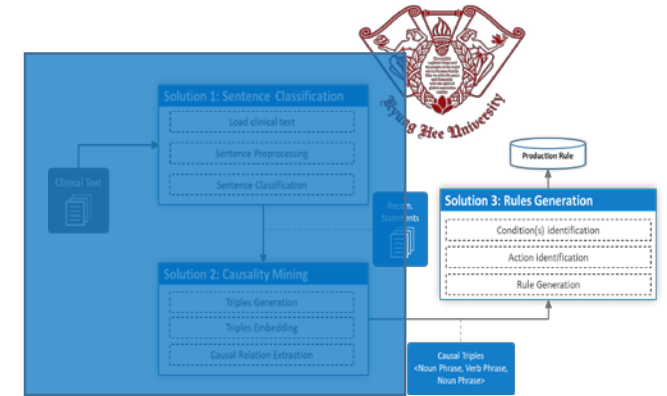 Kyung Hee University
Solution 1: Sentence Classification
Load clinical text
Sentence Preprocessing
Sentence Classification
Clinical Text
Recom.
Statements
Production Rule
Solution 3: Rules Generation
Condition(s) identification
Action identification
Rule Generation
Solution 2: Causality Mining
Triples Generation
Triples Embedding
Causal Relation Extraction
Causal Triples
<Noun Phrase, Verb Phrase,
Noun Phrase>